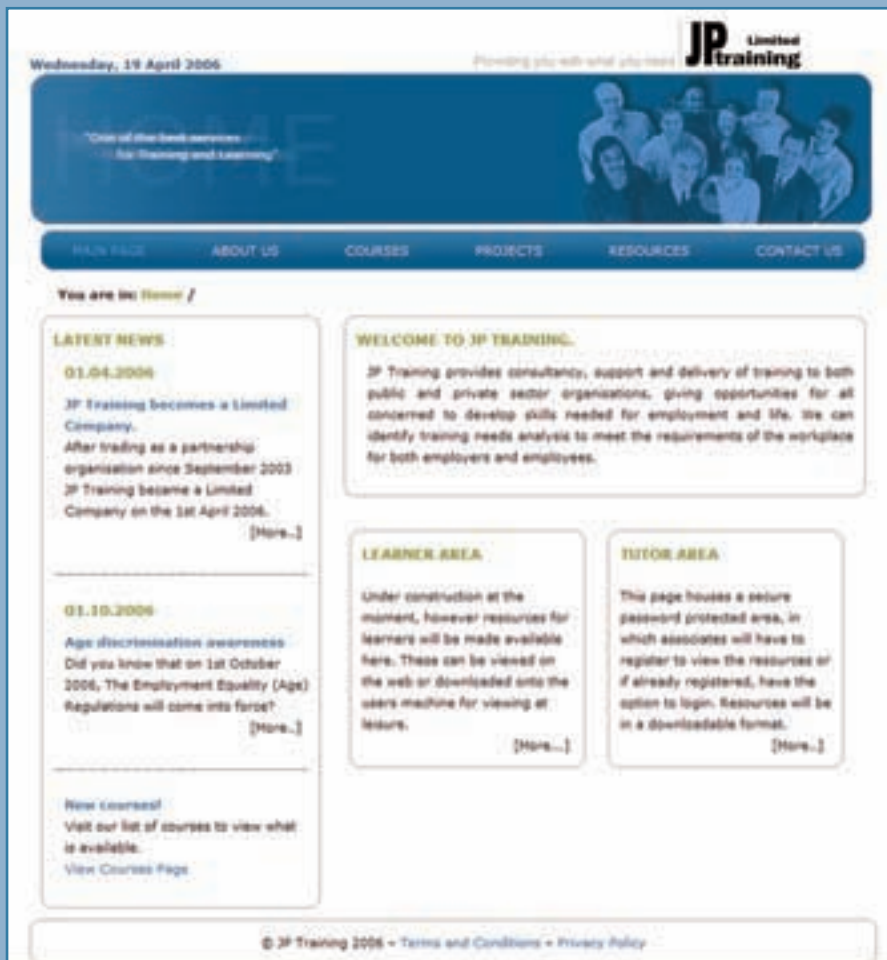 JP Limited
training
Wednesday, 19 April 2006
Providing you with what you need
HOME
"One of the best services
for Training and Learning"
MAIN PAGE ABOUT US COURSES PROJECTS RESOURCES CONTACT US
You are in: Home /
LATEST NEWS
01.04.2006
JP Training becomes a Limited
Company.
After trading as a partnership
organisation since September 2003
JP Training became a Limited
Company on the 1st April 2006.
[More..]
01.10.2006
Age discrimination awareness
Did you know that on 1st October
2006, The Employment Equality (Age)
Regulations will come into force?
[More..]
New courses!
Visit our list of courses to view what
is available.
View Courses Page
WELCOME TO JP TRAINING.
JP Training provides consultancy, support and delivery of training to both
public and private sector organisations, giving opportunities for all
concerned to develop skills needed for employment and life. We can
identify training needs analysis to meet the requirements of the workplace
for both employers and employees.
LEARNER AREA
Under construction at the
moment, however resources for
learners will be made available
here. These can be viewed on
the web or downloaded onto the
users machine for viewing at
leisure.
[More...]
TUTOR AREA
This page houses a secure
password protected area, in
which associates will have to
register to view the resources or
if already registered, have the
option to login. Resources will be
in a downloadable format.
[More..]
© JP Training 2006 - Terms and Conditions - Privacy Policy